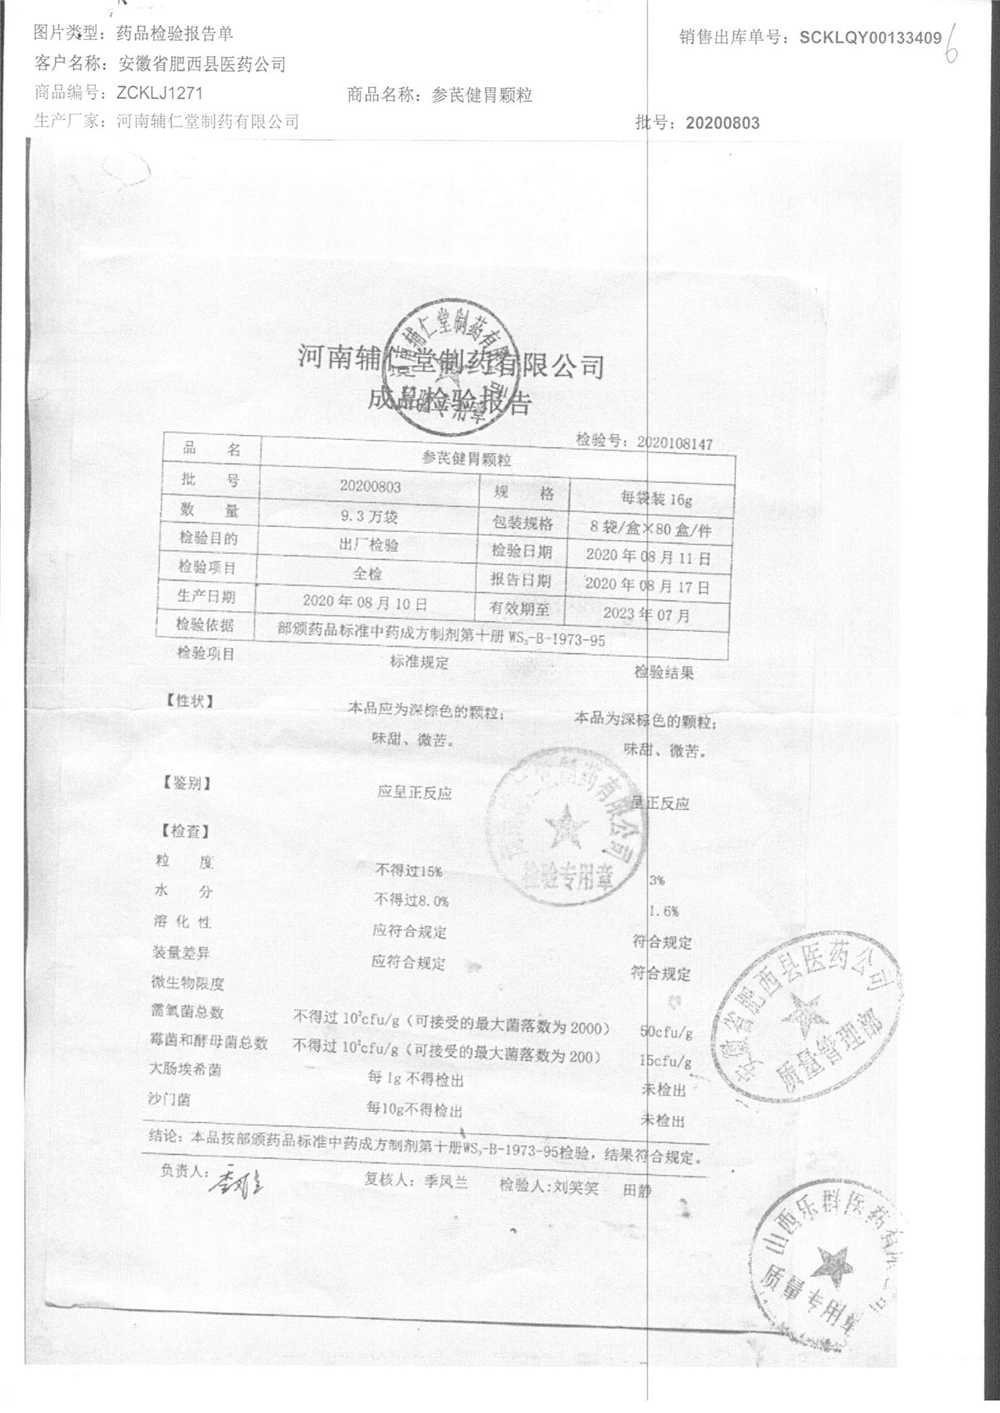 图片类型：药品检验报告单
销售出库单号：SCKLQY00133409
6
客户名称：安徽省肥西县医药公司
商品编号：ZCKLJ1271 商品名称：参芪健胃颗粒
生产厂家：河南辅仁堂制药有限公司 批号：20200803
河南辅仁堂制药有限公司
成品检验报告
检验号：2020108147
品 名 参芪健胃颗粒
批 号 20200803 规 格 每袋装16g
数 量 9.3万袋 包装规格 8袋/盒×80盒/件
检验目的 出厂检验 检验日期 2020年08月11日
检验项目 全检 报告日期 2020年08月17日
生产日期 2020年08月10日 有效期至 2023年07月
检验依据 部颁药品标准中药成方制剂第十册WS₃-B-1973-95
检验项目 标准规定 检验结果
【性状】 本品应为深棕色的颗粒； 本品为深棕色的颗粒；
味甜、微苦。 味甜、微苦。
【鉴别】 应呈正反应 呈正反应
【检查】
粒 度 不得过15% 3%
水 分 不得过8.0% 1.6%
溶化性 应符合规定 符合规定
装量差异 应符合规定 符合规定
微生物限度
需氧菌总数 不得过10³cfu/g（可接受的最大菌落数为2000） 50cfu/g
霉菌和酵母菌总数 不得过10²cfu/g（可接受的最大菌落数为200） 15cfu/g
大肠埃希菌 每1g不得检出 未检出
沙门菌 每10g不得检出 未检出
结论：本品按部颁药品标准中药成方制剂第十册WS₃-B-1973-95检验，结果符合规定。
负责人： 复核人：季凤兰 检验人：刘笑笑 田静
制药有限公司
检验专用章
安徽省肥西县医药公司
山西乐群医药有限公司
质量专用章